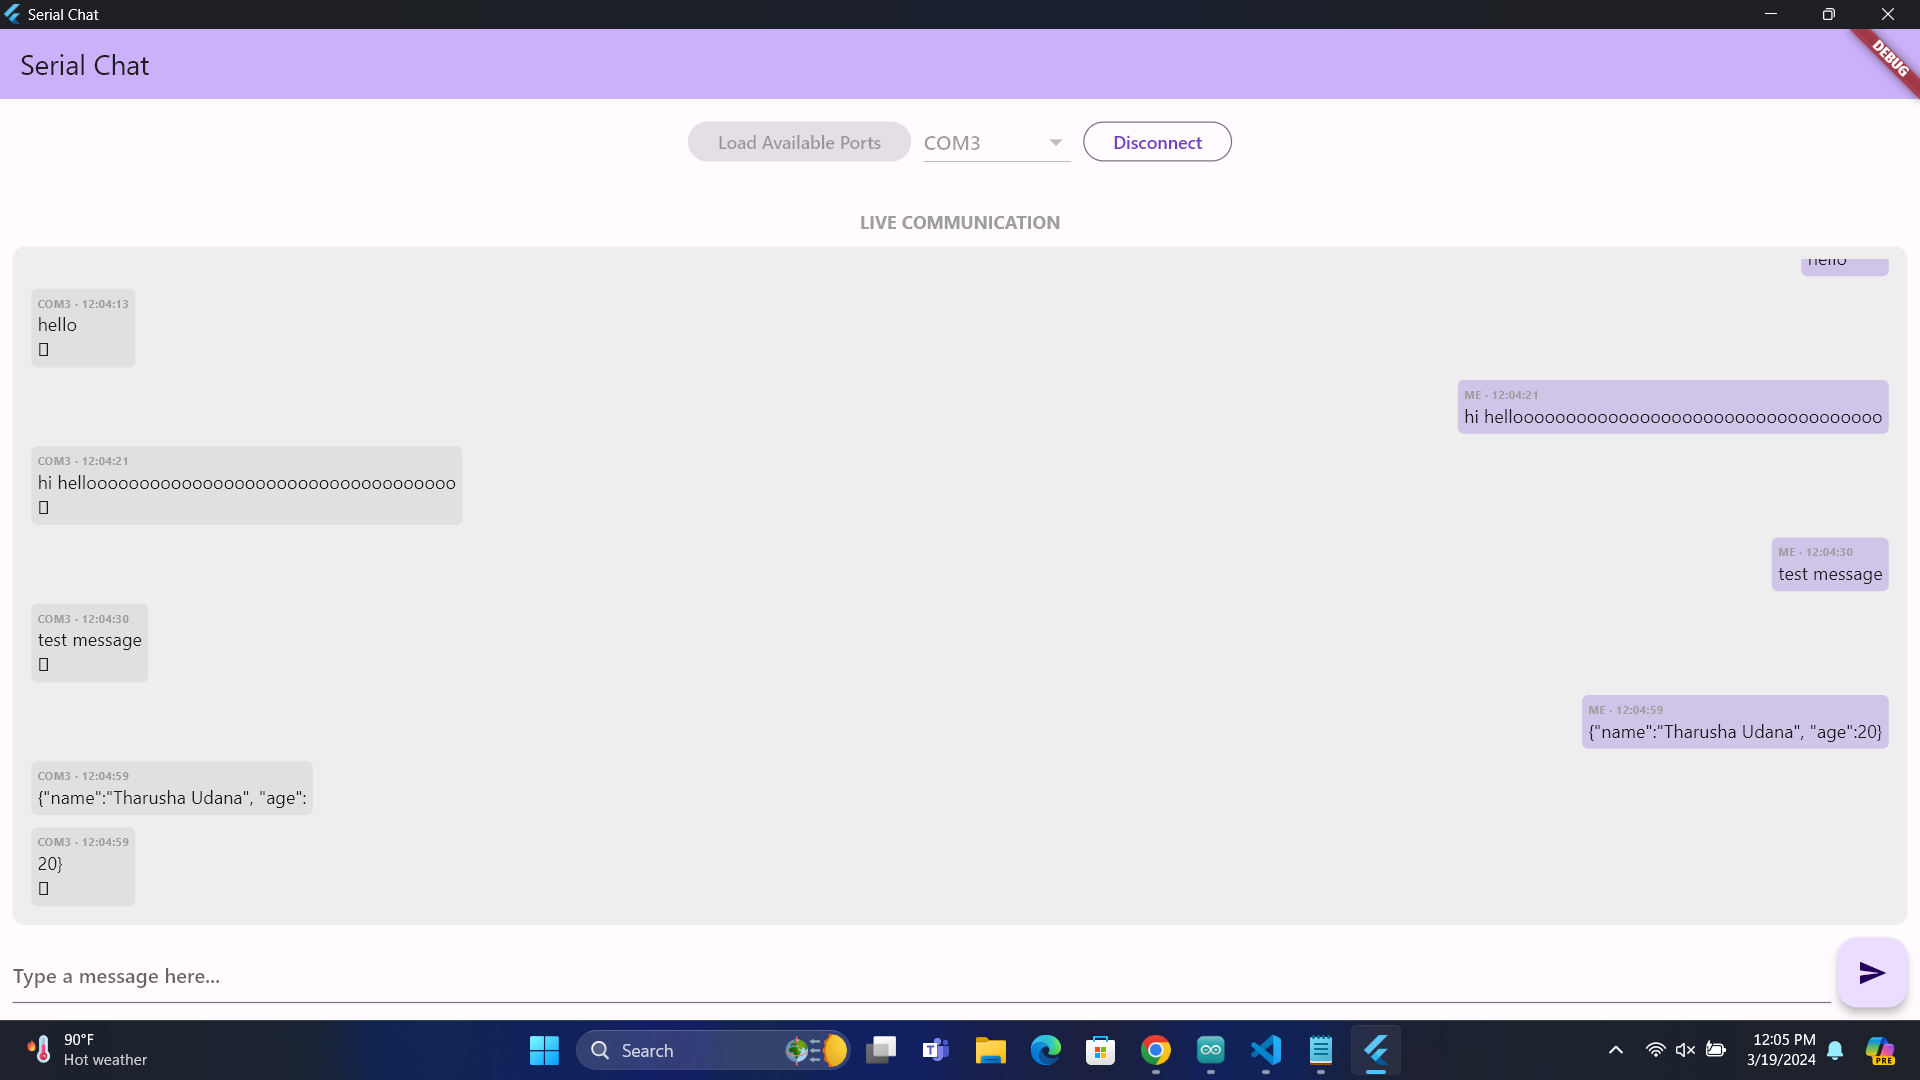 Serial Chat
Serial Chat
DEBUG
Load Available Ports
COM3
Disconnect
LIVE COMMUNICATION
hello
COM3 · 12:04:13
hello
ME · 12:04:21
hi hellooooooooooooooooooooooooooooooooooo
COM3 · 12:04:21
hi hellooooooooooooooooooooooooooooooooooo
ME · 12:04:30
test message
COM3 · 12:04:30
test message
ME · 12:04:59
{"name":"Tharusha Udana", "age":20}
COM3 · 12:04:59
{"name":"Tharusha Udana", "age":
COM3 · 12:04:59
20}
Type a message here...
90°F
Hot weather
Search
12:05 PM
3/19/2024
PRE